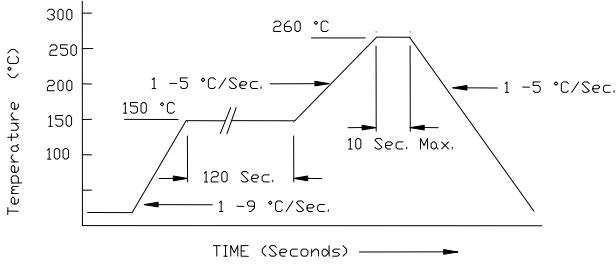 300
260 °C
250
200
1 -5 °C/Sec.
1 -5 °C/Sec.
150 °C
150
10 Sec. Max.
100
120 Sec.
1 -9 °C/Sec.
Temperature (°C)
TIME (Seconds)